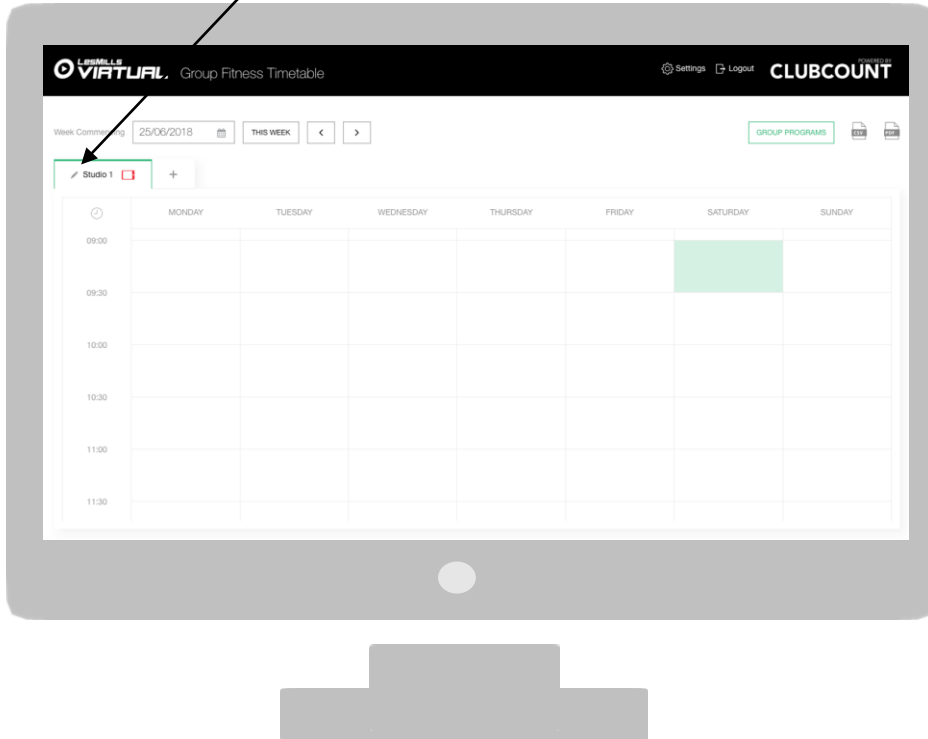 LESMILLS
VIRTUAL. Group Fitness Timetable
Settings Logout
POWERED BY
CLUBCOUNT
Week Commencing 25/06/2018 THIS WEEK < > GROUP PROGRAMS CSV PDF
Studio 1 +
MONDAY TUESDAY WEDNESDAY THURSDAY FRIDAY SATURDAY SUNDAY
09:00
09:30
10:00
10:30
11:00
11:30